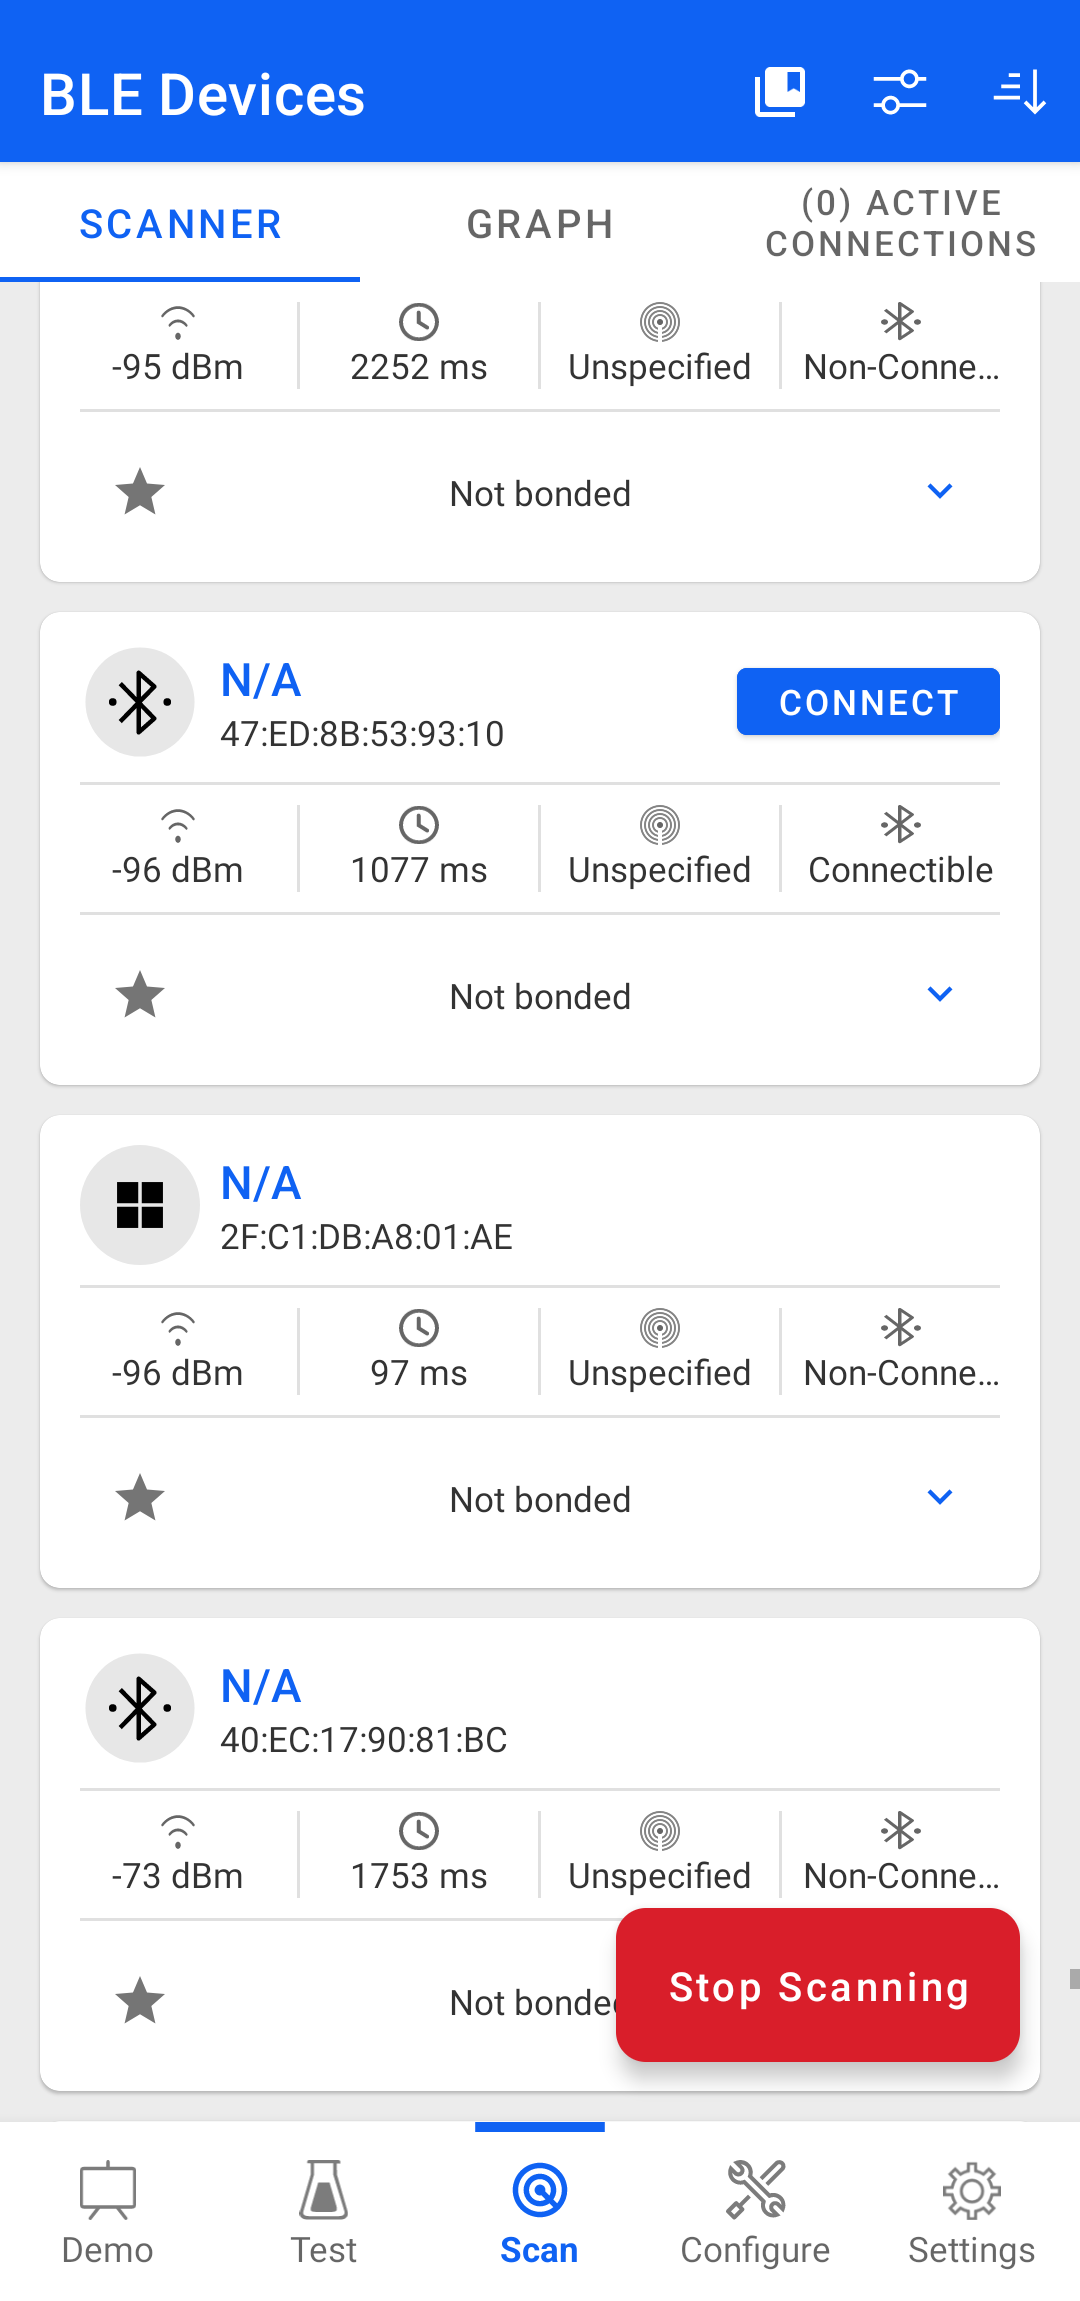 BLE Devices
SCANNER
GRAPH
(0) ACTIVE
CONNECTIONS
-95 dBm
2252 ms
Unspecified
Non-Conne...
Not bonded
N/A
47:ED:8B:53:93:10
CONNECT
-96 dBm
1077 ms
Unspecified
Connectible
Not bonded
N/A
2F:C1:DB:A8:01:AE
-96 dBm
97 ms
Unspecified
Non-Conne...
Not bonded
N/A
40:EC:17:90:81:BC
-73 dBm
1753 ms
Unspecified
Non-Conne...
Not bonded
Stop Scanning
Demo
Test
Scan
Configure
Settings